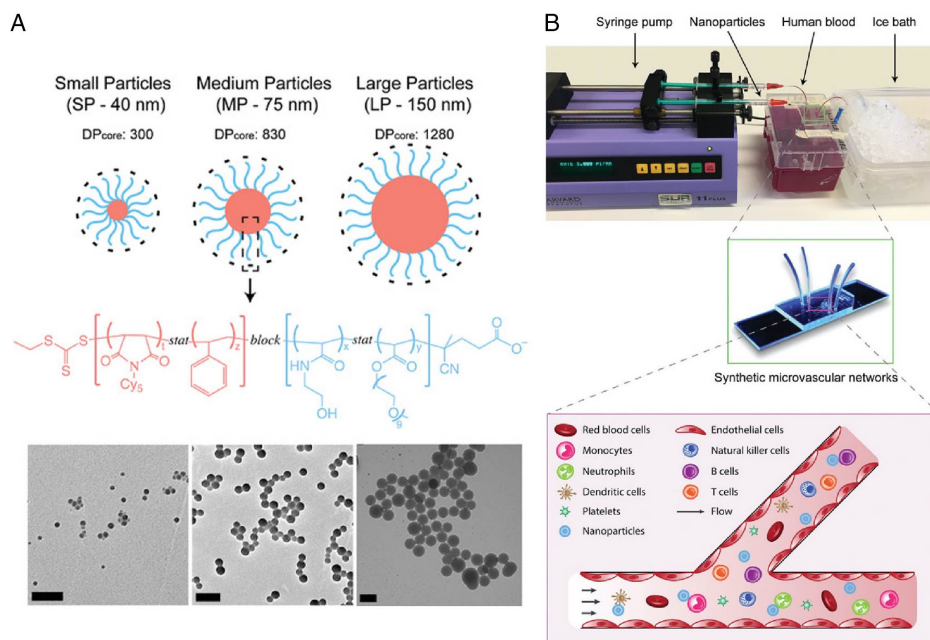 A
Small Particles
(SP - 40 nm)
DPcore: 300
Medium Particles
(MP - 75 nm)
DPcore: 830
Large Particles
(LP - 150 nm)
DPcore: 1280
S
S
S
stat
block
stat
t
z
x
y
O
N
O
Cy5
O
HN
OH
O
O
O
9
CN
O
O−
B
Syringe pump
Nanoparticles
Human blood
Ice bath
11 PLUS
Synthetic microvascular networks
Red blood cells
Monocytes
Neutrophils
Dendritic cells
Platelets
Nanoparticles
Endothelial cells
Natural killer cells
B cells
T cells
Flow